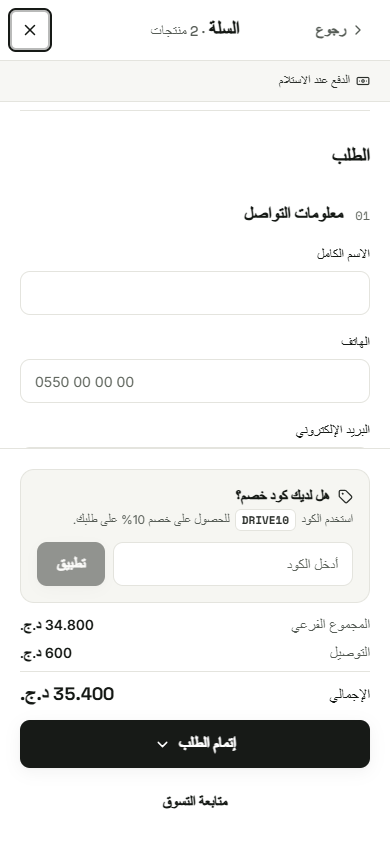 رجوع
السلة · 2 منتجات
الدفع عند الاستلام
الطلب
01 معلومات التواصل
الاسم الكامل
الهاتف
0550 00 00 00
البريد الإلكتروني
هل لديك كود خصم؟
استخدم الكود DRIVE10 للحصول على خصم 10% على طلبك.
أدخل الكود
تطبيق
المجموع الفرعي 34.800 د.ج.
التوصيل 600 د.ج.
الإجمالي 35.400 د.ج.
إتمام الطلب
متابعة التسوق